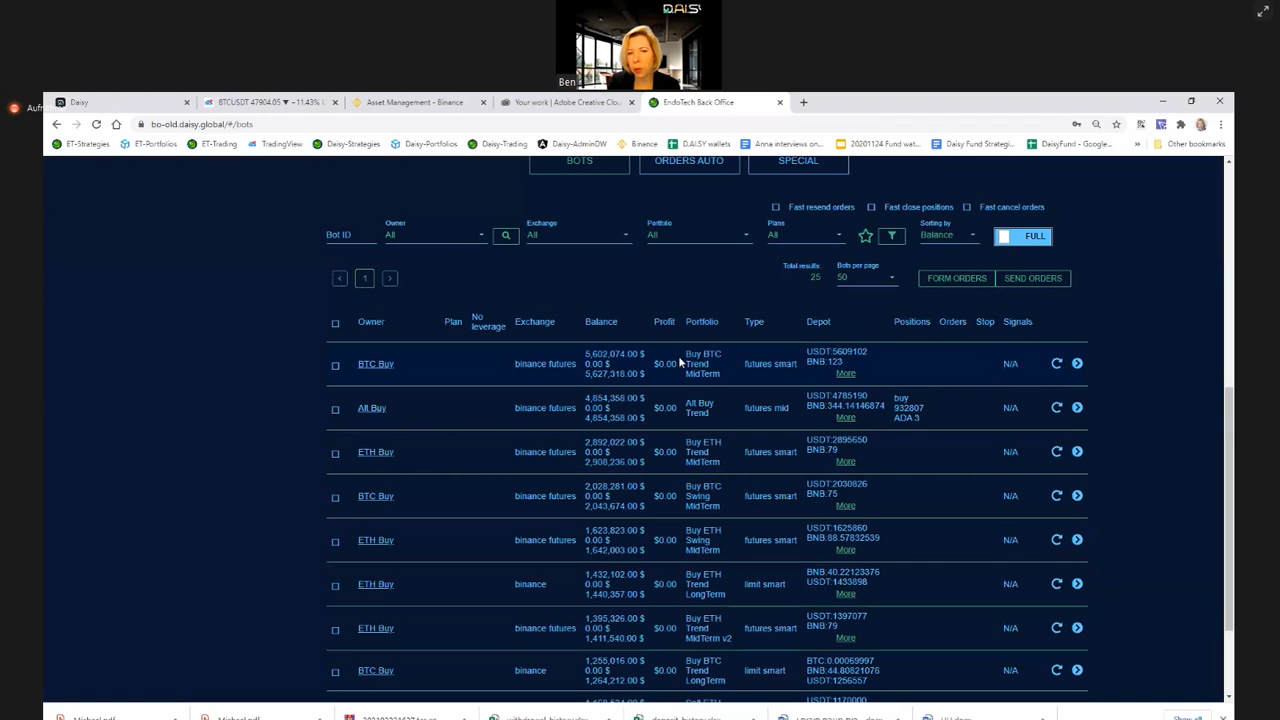 D.AI.SY
Ben
Daisy
BTCUSDT 47904.05 ▼ −11.43%
Asset Management - Binance
Your work | Adobe Creative Clou
EndoTech Back Office
bo-old.daisy.global/#/bots
ET-Strategies ET-Portfolios ET-Trading TradingView Daisy-Strategies Daisy-Portfolios Daisy-Trading Daisy-AdminDW Binance D.AI.SY wallets Anna interviews on... 20201124 Fund wat... Daisy Fund Strategi... DaisyFund - Google... » Other bookmarks
BOTS ORDERS AUTO SPECIAL
Fast resend orders Fast close positions Fast cancel orders
Owner Exchange Portfolio Plans Sorting by
Bot ID All All All All Balance FULL
Total results: Bots per page
1 25 50 FORM ORDERS SEND ORDERS
Owner Plan No leverage Exchange Balance Profit Portfolio Type Depot Positions Orders Stop Signals
BTC Buy binance futures 5,602,074.00 $ 0.00 $ 5,627,318.00 $ $0.00 Buy BTC Trend MidTerm futures smart USDT:5609102 BNB:123 More N/A
Alt Buy binance futures 4,854,358.00 $ 0.00 $ 4,854,358.00 $ $0.00 Alt Buy Trend futures mid USDT:4785190 BNB:344.14146874 More buy 932807 ADA 3 N/A
ETH Buy binance futures 2,892,022.00 $ 0.00 $ 2,908,236.00 $ $0.00 Buy ETH Trend MidTerm futures smart USDT:2895650 BNB:79 More N/A
BTC Buy binance futures 2,028,281.00 $ 0.00 $ 2,043,674.00 $ $0.00 Buy BTC Swing MidTerm futures smart USDT:2030826 BNB:75 More N/A
ETH Buy binance futures 1,623,823.00 $ 0.00 $ 1,642,003.00 $ $0.00 Buy ETH Swing MidTerm futures smart USDT:1625860 BNB:88.57832539 More N/A
ETH Buy binance 1,432,102.00 $ 0.00 $ 1,440,357.00 $ $0.00 Buy ETH Trend LongTerm limit smart BNB:40.22123376 USDT:1433898 More N/A
ETH Buy binance futures 1,395,326.00 $ 0.00 $ 1,411,540.00 $ $0.00 Buy ETH Trend MidTerm v2 futures smart USDT:1397077 BNB:79 More N/A
BTC Buy binance 1,255,016.00 $ 0.00 $ 1,264,212.00 $ $0.00 Buy BTC Trend LongTerm limit smart BTC:0.00069997 BNB:44.80821076 USDT:1256557 N/A
USDT:1170000
Michael.pdf Michael.pdf Show all